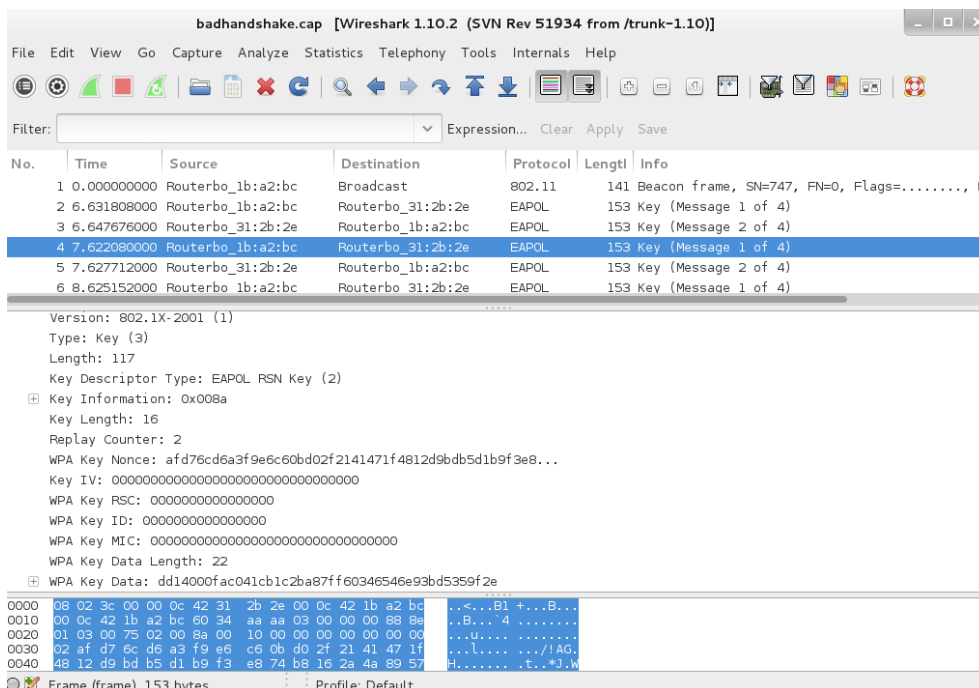 badhandshake.cap [Wireshark 1.10.2 (SVN Rev 51934 from /trunk-1.10)]
File Edit View Go Capture Analyze Statistics Telephony Tools Internals Help
Filter: Expression... Clear Apply Save
No. Time Source Destination Protocol Lengtl Info
1 0.000000000 Routerbo_1b:a2:bc Broadcast 802.11 141 Beacon frame, SN=747, FN=0, Flags=........,
2 6.631808000 Routerbo_1b:a2:bc Routerbo_31:2b:2e EAPOL 153 Key (Message 1 of 4)
3 6.647676000 Routerbo_31:2b:2e Routerbo_1b:a2:bc EAPOL 153 Key (Message 2 of 4)
4 7.622080000 Routerbo_1b:a2:bc Routerbo_31:2b:2e EAPOL 153 Key (Message 1 of 4)
5 7.627712000 Routerbo_31:2b:2e Routerbo_1b:a2:bc EAPOL 153 Key (Message 2 of 4)
6 8.625152000 Routerbo_1b:a2:bc Routerbo_31:2b:2e EAPOL 153 Key (Message 1 of 4)
Version: 802.1X-2001 (1)
Type: Key (3)
Length: 117
Key Descriptor Type: EAPOL RSN Key (2)
Key Information: 0x008a
Key Length: 16
Replay Counter: 2
WPA Key Nonce: afd76cd6a3f9e6c60bd02f2141471f4812d9bdb5d1b9f3e8...
Key IV: 00000000000000000000000000000000
WPA Key RSC: 0000000000000000
WPA Key ID: 0000000000000000
WPA Key MIC: 00000000000000000000000000000000
WPA Key Data Length: 22
WPA Key Data: dd14000fac041cb1c2ba87ff60346546e93bd5359f2e
0000 08 02 3c 00 00 0c 42 31 2b 2e 00 0c 42 1b a2 bc ..<...B1 +...B...
0010 00 0c 42 1b a2 bc 60 34 aa aa 03 00 00 00 88 8e ..B...`4 ........
0020 01 03 00 75 02 00 8a 00 10 00 00 00 00 00 00 00 ...u.... ........
0030 02 af d7 6c d6 a3 f9 e6 c6 0b d0 2f 21 41 47 1f ...l.... .../!AG.
0040 48 12 d9 bd b5 d1 b9 f3 e8 74 b8 16 2a 4a 89 57 H....... .t..*J.W
Frame (frame), 153 bytes Profile: Default